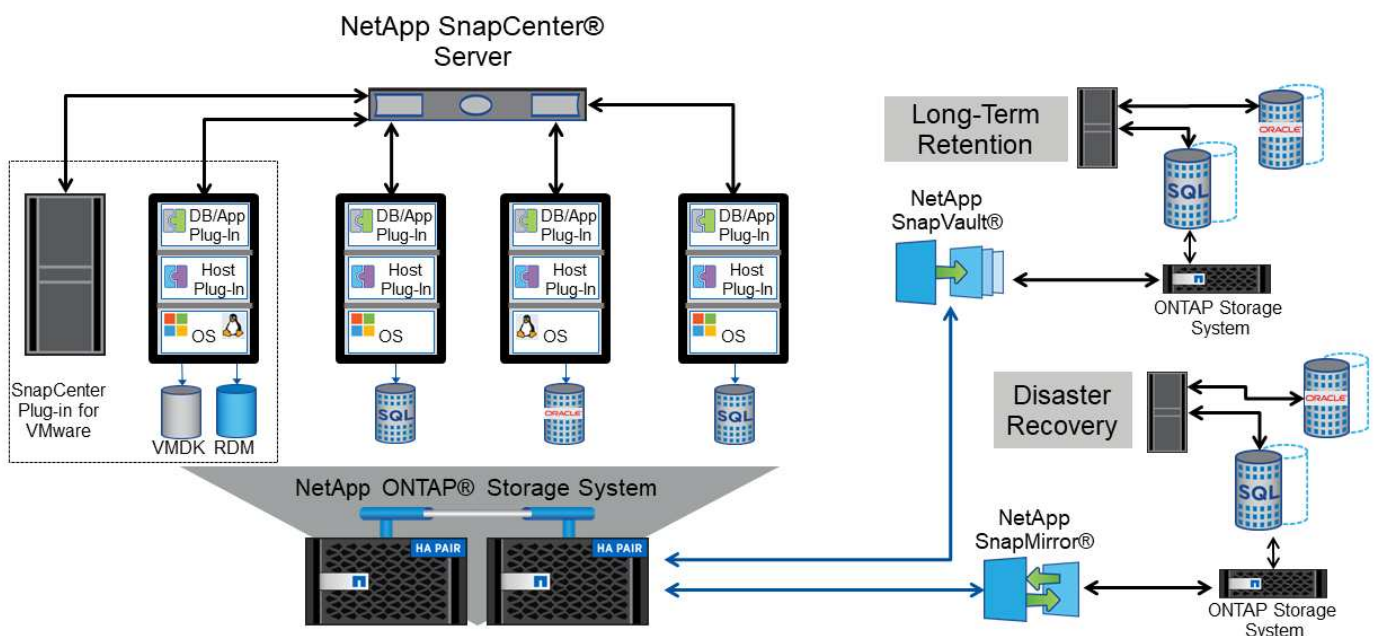 NetApp SnapCenter®
Server
DB/App
Plug-In
Host
Plug-In
OS
DB/App
Plug-In
Host
Plug-In
OS
DB/App
Plug-In
Host
Plug-In
OS
DB/App
Plug-In
Host
Plug-In
OS
SnapCenter
Plug-in for
VMware
VMDK
RDM
SQL
ORACLE
SQL
NetApp ONTAP® Storage System
HA PAIR
HA PAIR
Long-Term
Retention
ORACLE
SQL
NetApp
SnapVault®
ONTAP Storage
System
Disaster
Recovery
ORACLE
SQL
NetApp
SnapMirror®
ONTAP Storage
System